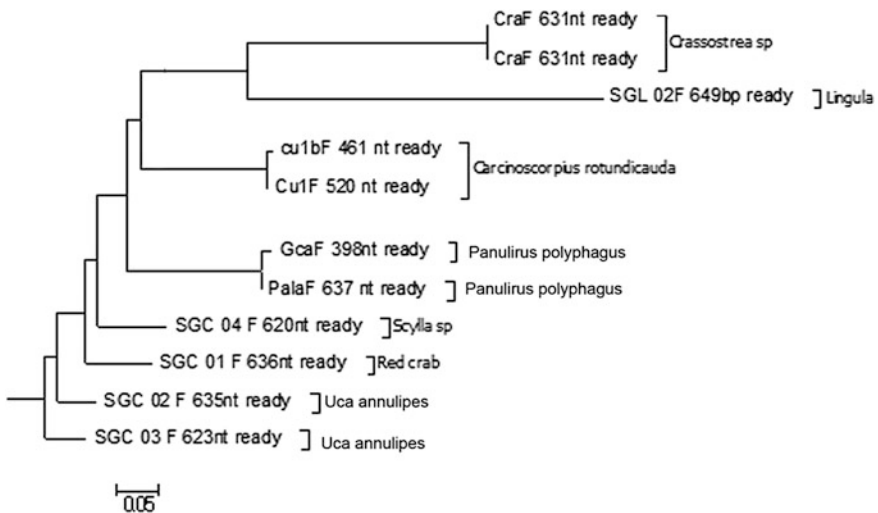 CraF 631nt ready
CraF 631nt ready
Crassostrea sp
SGL 02F 649bp ready
Lingula
cu1bF 461 nt ready
Cu1F 520 nt ready
Carcinoscorpius rotundicauda
GcaF 398nt ready
Panulirus polyphagus
PalaF 637 nt ready
Panulirus polyphagus
SGC 04 F 620nt ready
Scylla sp
SGC 01 F 636nt ready
Red crab
SGC 02 F 635nt ready
Uca annulipes
SGC 03 F 623nt ready
Uca annulipes
0.05